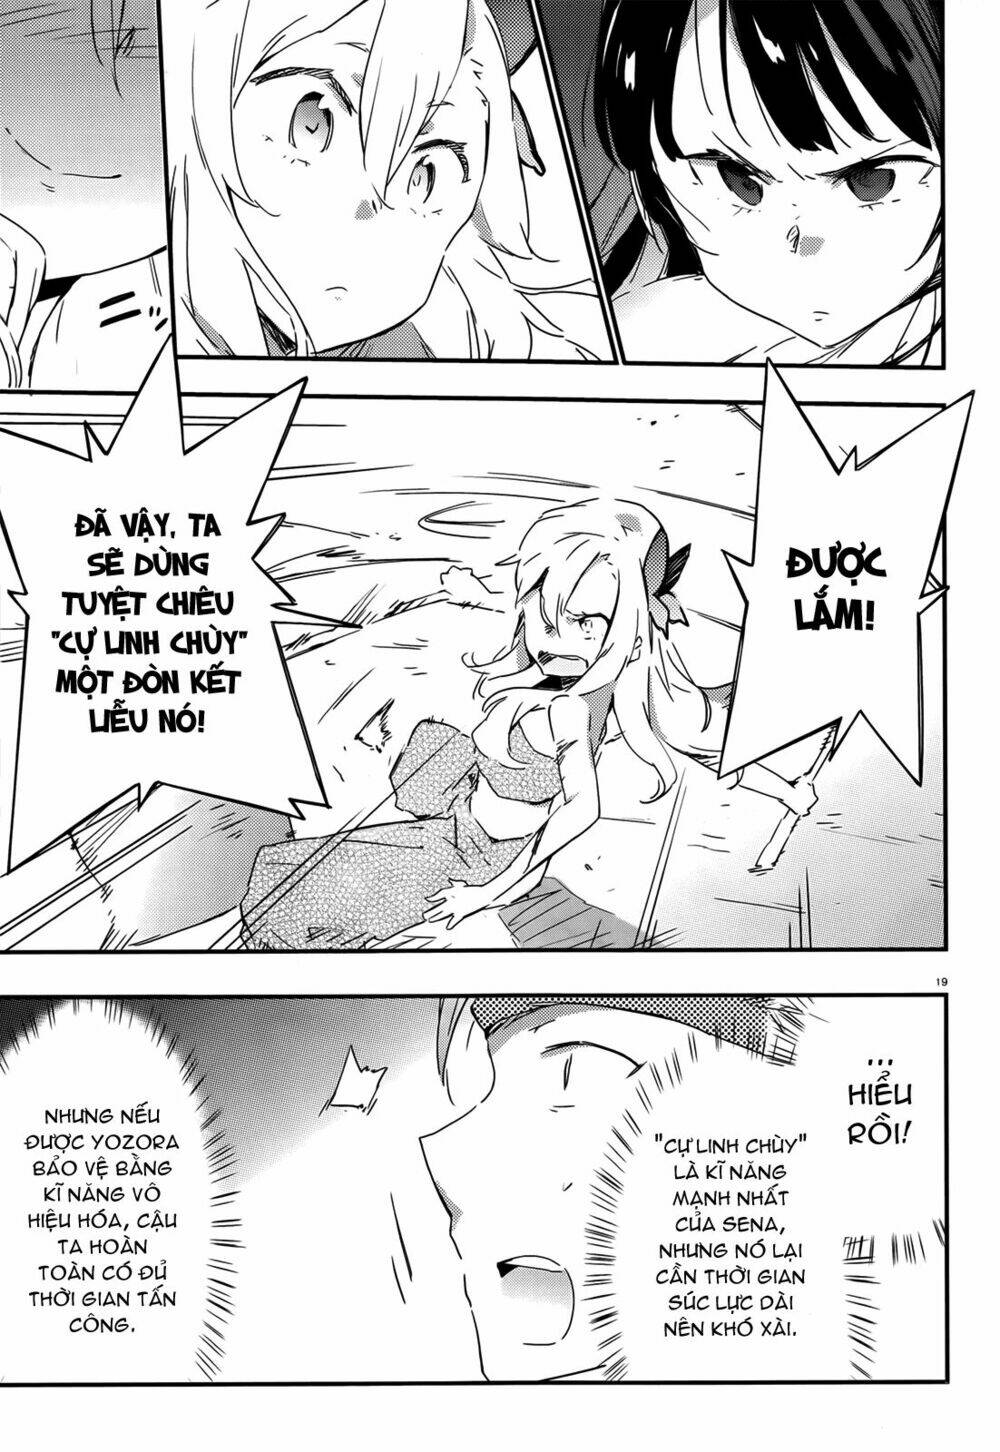 ĐƯỢC
LẮM!
ĐÃ VẬY, TA
SẼ DÙNG
TUYỆT CHIÊU
"CỰ LINH CHÙY"
MỘT ĐÒN KẾT
LIỄU NÓ!
19
...
HIỂU
RỒI!
"CỰ LINH CHÙY"
LÀ KĨ NĂNG
MẠNH NHẤT
CỦA SENA,
NHƯNG NÓ LẠI
CẦN THỜI GIAN
SÚC LỰC DÀI
NÊN KHÓ XÀI.
NHƯNG NẾU
ĐƯỢC YOZORA
BẢO VỆ BẰNG
KĨ NĂNG VÔ
HIỆU HÓA, CẬU
TA HOÀN
TOÀN CÓ ĐỦ
THỜI GIAN TẤN
CÔNG.